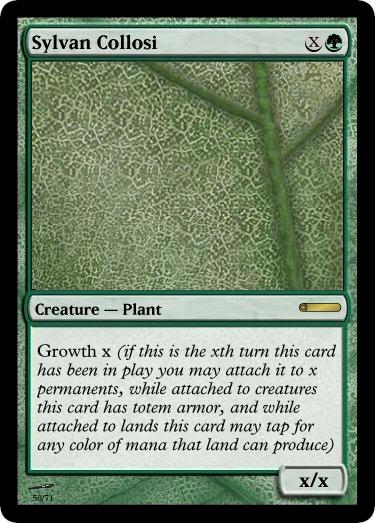 Sylvan Collosi X
Creature — Plant
Growth x (if this is the xth turn this card
has been in play you may attach it to x
permanents, while attached to creatures
this card has totem armor, and while
attached to lands this card may tap for
any color of mana that land can produce)
x/x
50/71